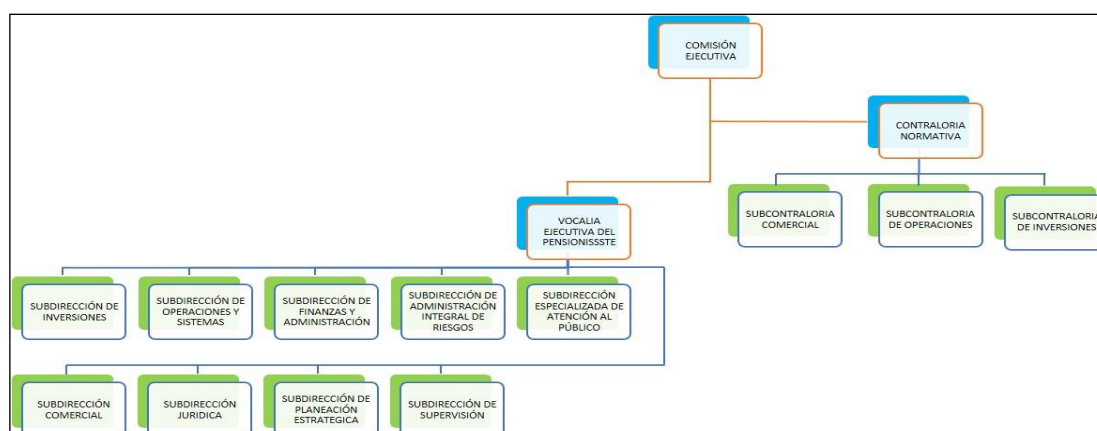 COMISIÓN
EJECUTIVA
CONTRALORIA
NORMATIVA
SUBCONTRALORIA
COMERCIAL
SUBCONTRALORIA
DE OPERACIONES
SUBCONTRALORIA
DE INVERSIONES
VOCALIA
EJECUTIVA DEL
PENSIONISSSTE
SUBDIRECCIÓN DE
INVERSIONES
SUBDIRECCIÓN DE
OPERACIONES Y
SISTEMAS
SUBDIRECCIÓN DE
FINANZAS Y
ADMINISTRACIÓN
SUBDIRECCIÓN DE
ADMINISTRACIÓN
INTEGRAL DE
RIESGOS
SUBDIRECCIÓN
ESPECIALIZADA DE
ATENCIÓN AL
PÚBLICO
SUBDIRECCIÓN
COMERCIAL
SUBDIRECCIÓN
JURIDICA
SUBDIRECCIÓN DE
PLANEACIÓN
ESTRATEGICA
SUBDIRECCIÓN DE
SUPERVISIÓN